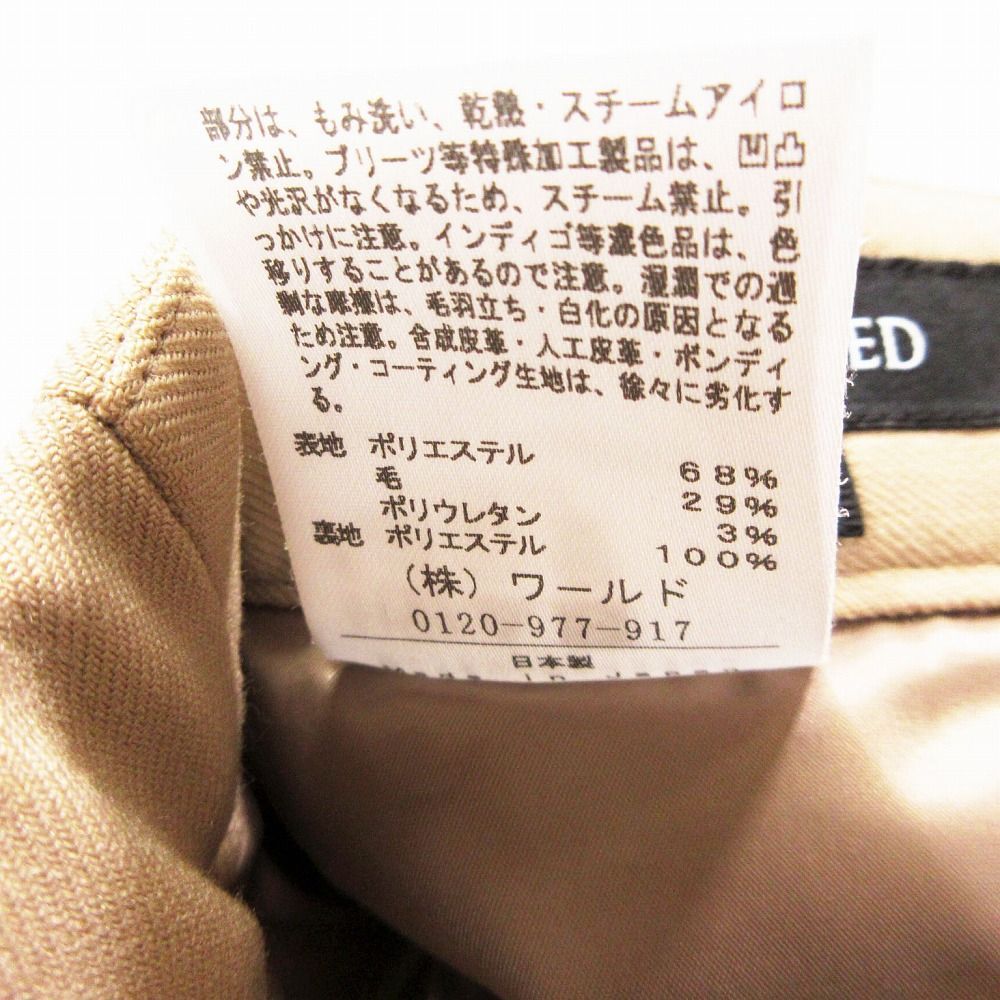 部分は、もみ洗い、乾熱・スチームアイロ
ン禁止。プリーツ等特殊加工製品は、凹凸
や光沢がなくなるため、スチーム禁止。引
っかけに注意。インディゴ等濃色品は、色
移りすることがあるので注意。湿潤での過
剰な摩擦は、毛羽立ち・白化の原因となる
ため注意。合成皮革・人工皮革・ボンディ
ング・コーティング生地は、徐々に劣化す
る。
表地 ポリエステル 68%
毛 29%
ポリウレタン 3%
裏地 ポリエステル 100%
(株) ワールド
0120-977-917
日本製
Made in Japan
ED